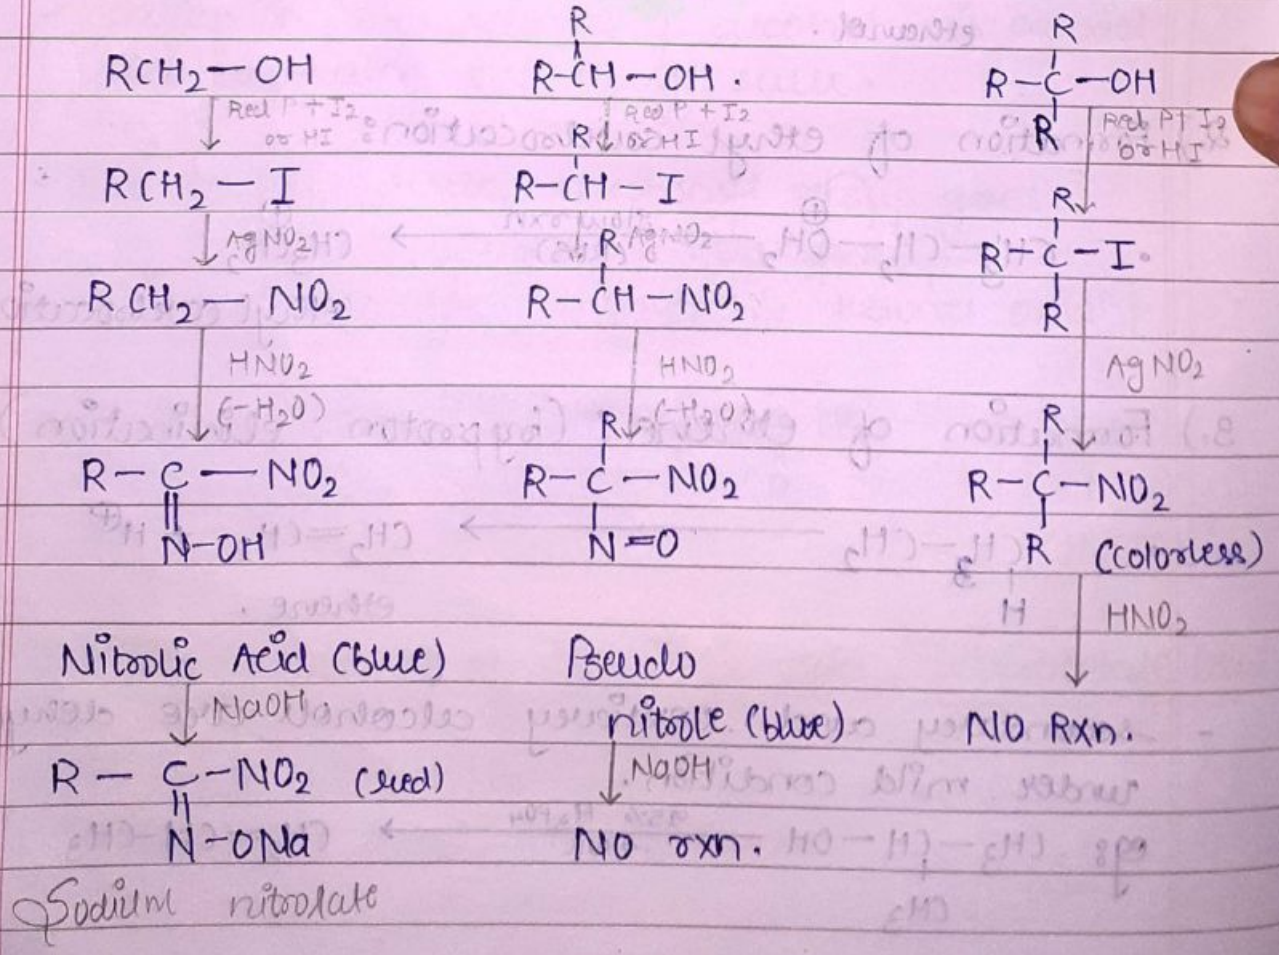 R R
RCH2—OH R-CH-OH. R-C-OH
Red P + I2 Red P + I2 R Red P+ I2
or HI R or HI or HI
RCH2 — I R-CH-I R
AgNO2 R AgNO2 R-C-I
RCH2 — NO2 R-CH-NO2 R
HNO2 HNO2 AgNO2
(-H2O) R (-H2O) R
R-C-NO2 R-C-NO2 R-C-NO2
N-OH N=O R (colorless)
HNO2
Nitrolic Acid (blue) Pseudo
NaOH nitrole (blue) NO Rxn.
R — C-NO2 (red) NaOH
N-ONa NO rxn.
Sodium nitrolate